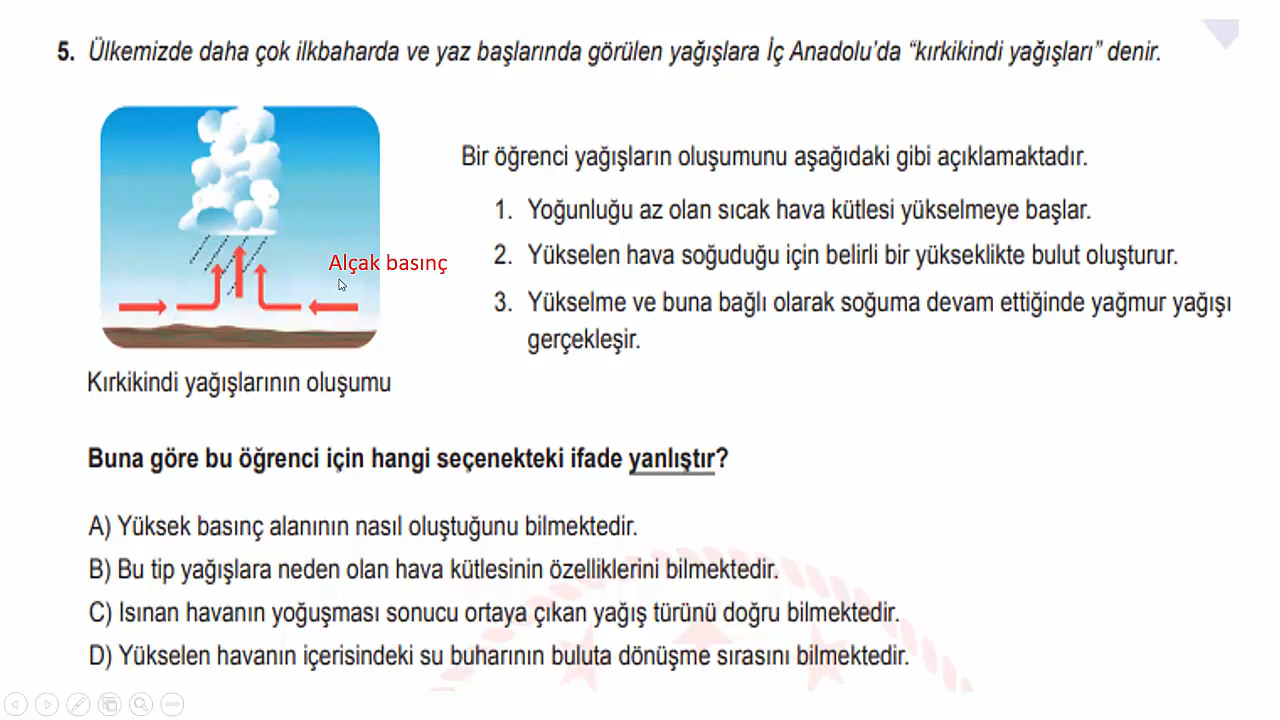 5. Ülkemizde daha çok ilkbaharda ve yaz başlarında görülen yağışlara İç Anadolu’da “kırkikindi yağışları” denir.
Alçak basınç
Kırkikindi yağışlarının oluşumu
Bir öğrenci yağışların oluşumunu aşağıdaki gibi açıklamaktadır.
1. Yoğunluğu az olan sıcak hava kütlesi yükselmeye başlar.
2. Yükselen hava soğuduğu için belirli bir yükseklikte bulut oluşturur.
3. Yükselme ve buna bağlı olarak soğuma devam ettiğinde yağmur yağışı
gerçekleşir.
Buna göre bu öğrenci için hangi seçenekteki ifade yanlıştır?
A) Yüksek basınç alanının nasıl oluştuğunu bilmektedir.
B) Bu tip yağışlara neden olan hava kütlesinin özelliklerini bilmektedir.
C) Isınan havanın yoğuşması sonucu ortaya çıkan yağış türünü doğru bilmektedir.
D) Yükselen havanın içerisindeki su buharının buluta dönüşme sırasını bilmektedir.